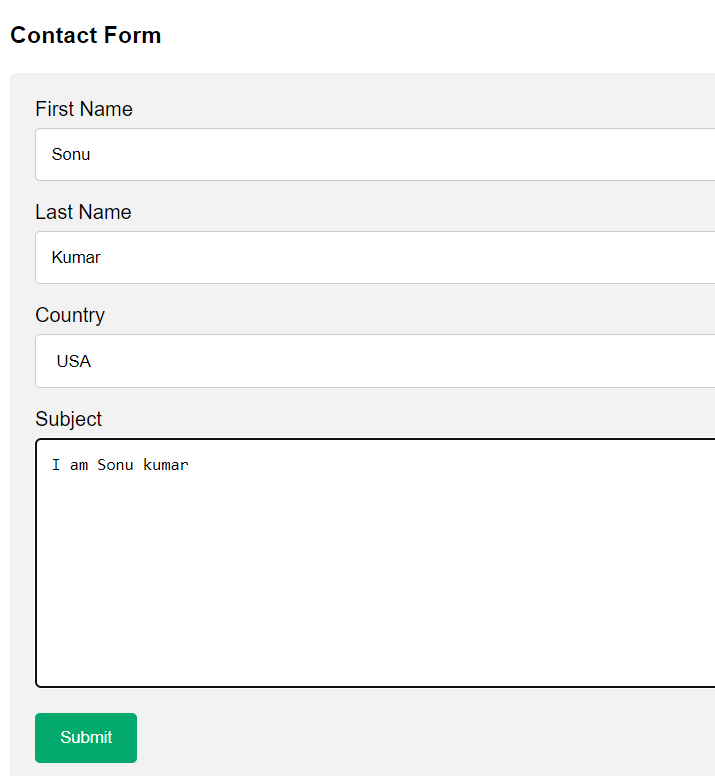 Contact Form
First Name
Sonu
Last Name
Kumar
Country
USA
Subject
I am Sonu kumar
Submit